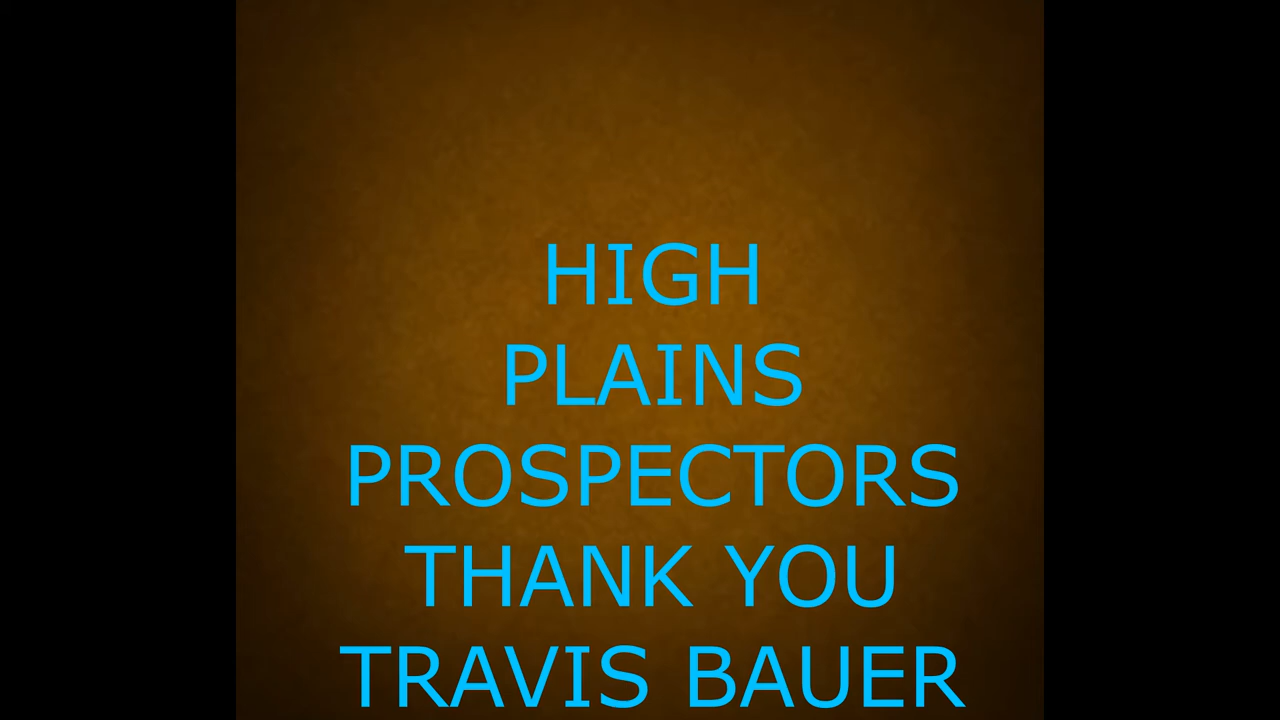 HIGH
PLAINS
PROSPECTORS
THANK YOU
TRAVIS BAUER